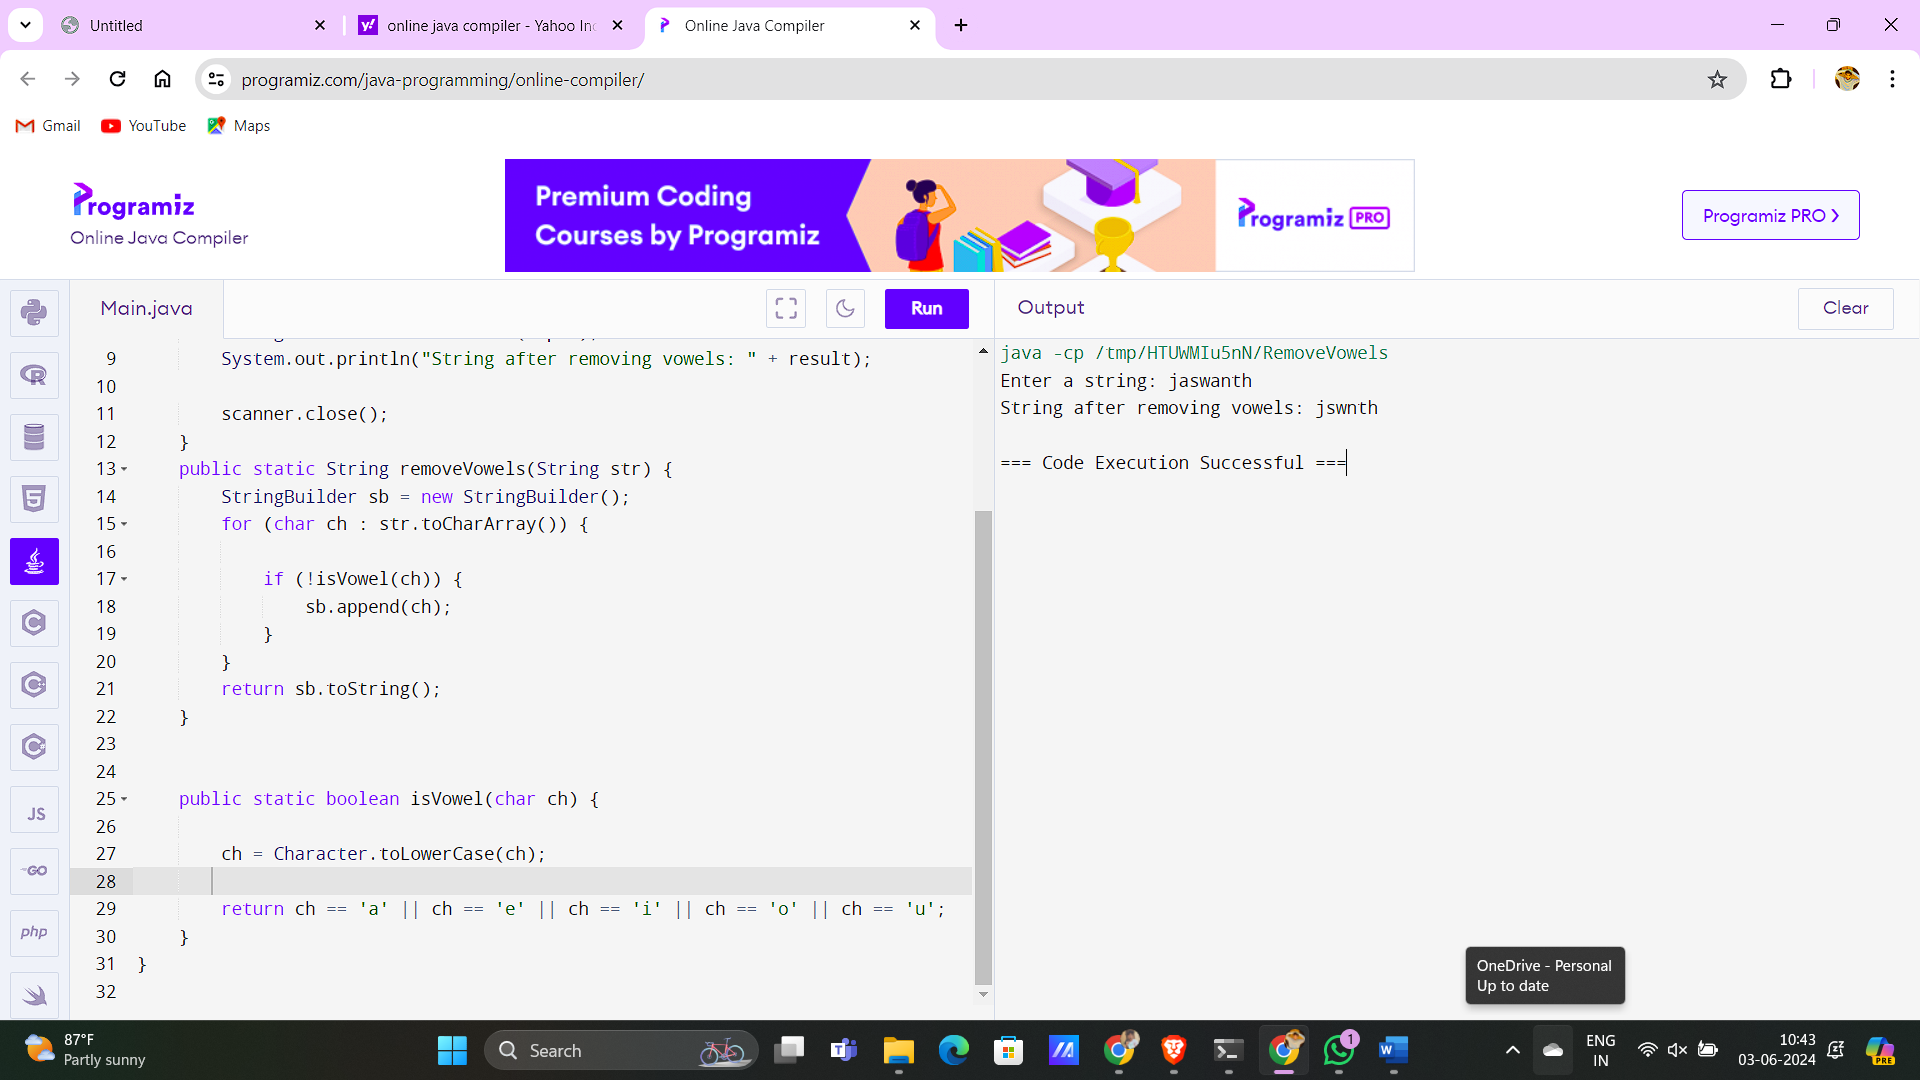 Untitled
online java compiler - Yahoo Inc
Online Java Compiler
programiz.com/java-programming/online-compiler/
Gmail
YouTube
Maps
Programiz
Online Java Compiler
Premium Coding
Courses by Programiz
Programiz PRO
Programiz PRO ❯
Main.java
Run
Output
Clear
9 System.out.println("String after removing vowels: " + result);
10
11 scanner.close();
12 }
13 public static String removeVowels(String str) {
14 StringBuilder sb = new StringBuilder();
15 for (char ch : str.toCharArray()) {
16
17 if (!isVowel(ch)) {
18 sb.append(ch);
19 }
20 }
21 return sb.toString();
22 }
23
24
25 public static boolean isVowel(char ch) {
26
27 ch = Character.toLowerCase(ch);
28
29 return ch == 'a' || ch == 'e' || ch == 'i' || ch == 'o' || ch == 'u';
30 }
31 }
32
java -cp /tmp/HTUWMIu5nN/RemoveVowels
Enter a string: jaswanth
String after removing vowels: jswnth
=== Code Execution Successful ===
JS
GO
php
OneDrive - Personal
Up to date
87°F
Partly sunny
Search
1
ENG
IN
10:43
03-06-2024
PRE